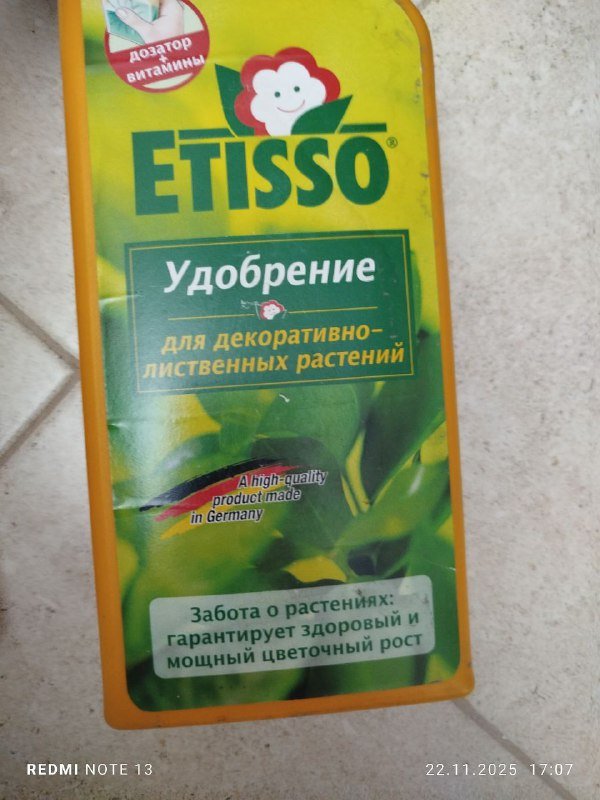 дозатор
+
витамины
ETISSO®
Удобрение
для декоративно-
лиственных растений
A high-quality
product made
in Germany
Забота о растениях:
гарантирует здоровый и
мощный цветочный рост
REDMI NOTE 13
22.11.2025 17:07